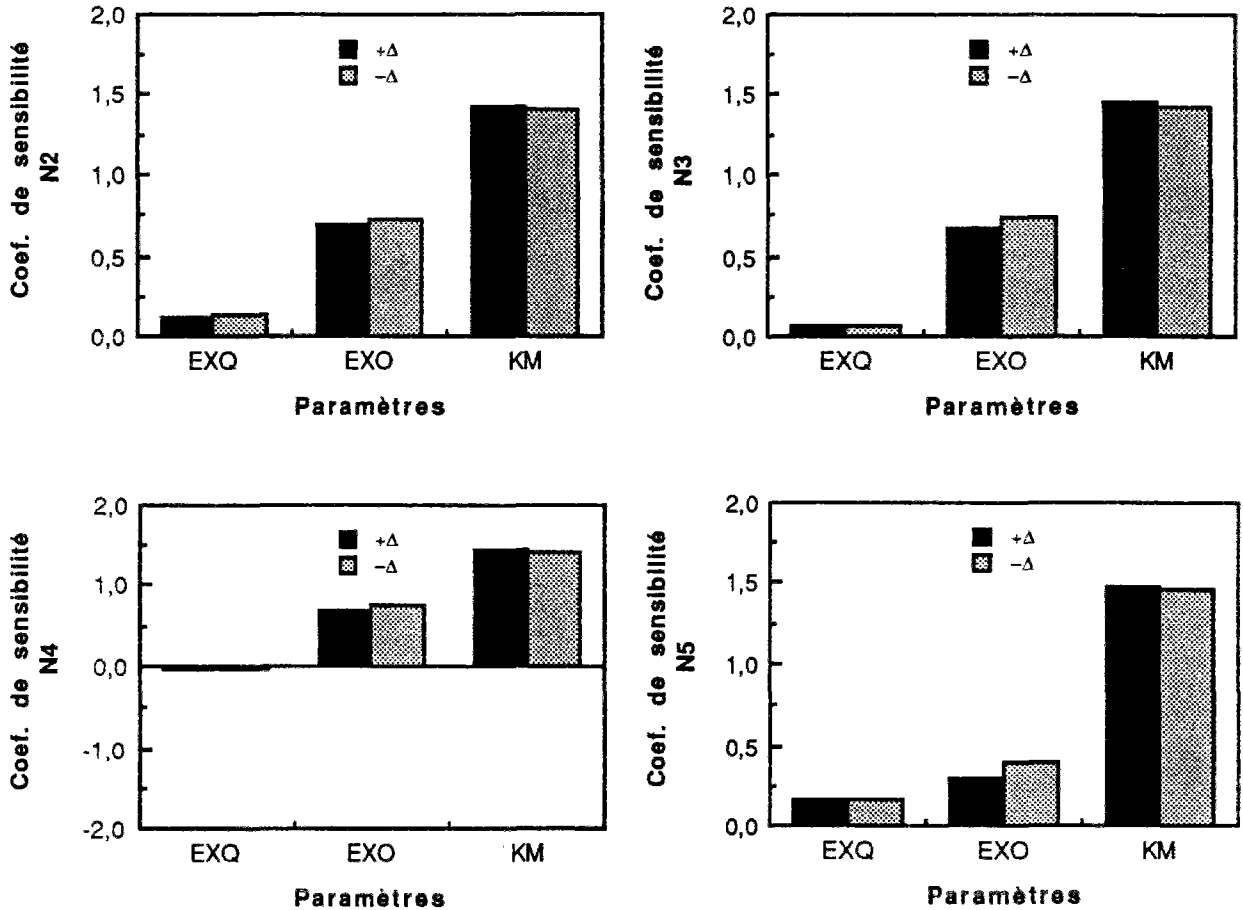 Coef. de sensibilité
N2
2,0
1,5
1,0
0,5
0,0
+Δ
−Δ
EXQ EXO KM
Paramètres
Coef. de sensibilité
N3
2,0
1,5
1,0
0,5
0,0
+Δ
−Δ
EXQ EXO KM
Paramètres
Coef. de sensibilité
N4
2,0
1,0
0,0
-1,0
-2,0
+Δ
−Δ
EXQ EXO KM
Paramètres
Coef. de sensibilité
N5
2,0
1,5
1,0
0,5
0,0
+Δ
−Δ
EXQ EXO KM
Paramètres